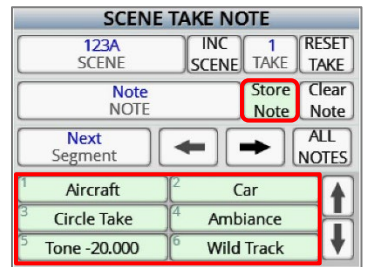 SCENE TAKE NOTE
123A INC 1 RESET
SCENE SCENE TAKE TAKE
Note Store Clear
NOTE Note Note
Next ALL
Segment NOTES
1 Aircraft 2 Car
3 Circle Take 4 Ambiance
5 Tone -20.000 6 Wild Track